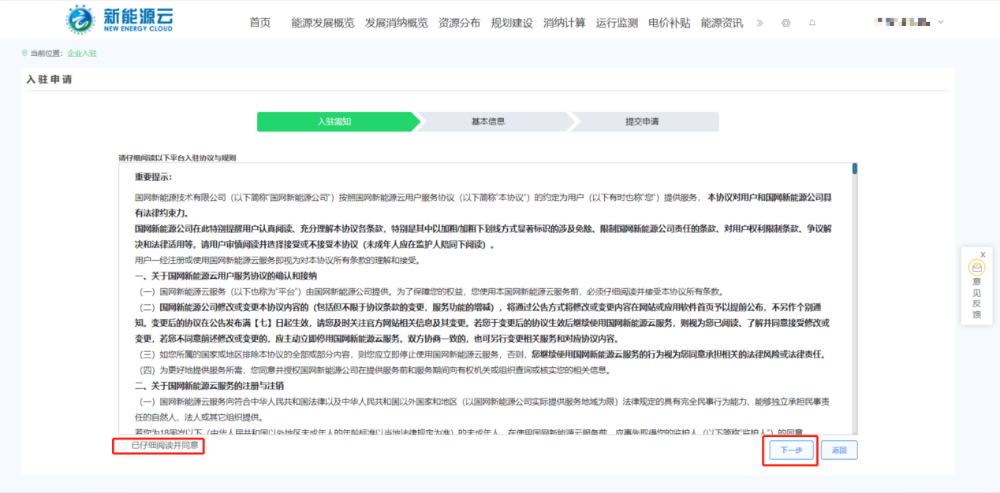 新能源云
NEW ENERGY CLOUD
首页 能源发展概览 发展消纳概览 资源分布 规划建设 消纳计算 运行监测 电价补贴 能源资讯
当前位置：企业入驻
入驻申请
入驻需知 基本信息 提交申请
请仔细阅读以下平台入驻协议与规则
重要提示：
国网新能源技术有限公司（以下简称“国网新能源公司”）按照国网新能源云用户服务协议（以下简称“本协议”）的约定为用户（以下有时也称“您”）提供服务，本协议对用户和国网新能源公司具
有法律约束力。
国网新能源公司在此特别提醒用户认真阅读、充分理解本协议各条款，特别是其中以加粗/加粗下划线方式显著标识的涉及免除、限制国网新能源公司责任的条款、对用户权利限制条款、争议解
决和法律适用等。请用户审慎阅读并选择接受或不接受本协议（未成年人应在监护人陪同下阅读）。
用户一经注册或使用国网新能源云服务即视为对本协议所有条款的理解和接受。
一、关于国网新能源云用户服务协议的确认和接纳
（一）国网新能源云服务（以下也称为“平台”）由国网新能源公司提供。为了保障您的权益，您使用本国网新能源云服务前，必须仔细阅读并接受本协议所有条款。
（二）国网新能源公司修改或变更本协议内容的（包括但不限于协议条款的变更，服务功能的增减），将通过公告方式将修改或变更内容在网站或应用软件首页予以提前公布，不另作个别通
知。变更后的协议在公告发布满【七】日起生效，请您及时关注官方网站相关信息及其变更。若您于变更后的协议生效后继续使用国网新能源云服务，则视为您已阅读、了解并同意接受修改或
变更，若您不同意前述修改或变更的，应主动立即停用国网新能源云服务。双方协商一致的，也可另行变更相关服务和对应协议内容。
（三）如您所属的国家或地区排除本协议的全部或部分内容，则您应立即停止使用国网新能源云服务，否则，您继续使用国网新能源云服务的行为视为您同意承担相关的法律风险或法律责任。
（四）为更好地提供服务所需，您同意并授权国网新能源公司在提供服务前和服务期间向有权机关或组织查询或核实您的相关信息。
二、关于国网新能源云服务的注册与注销
（一）国网新能源云服务向符合中华人民共和国法律以及中华人民共和国以外国家和地区（以国网新能源公司实际提供服务地域为限）法律规定的具有完全民事行为能力、能够独立承担民事责
任的自然人、法人或其它组织提供。
若您为18周岁以下（中华人民共和国以外地区未成年人的年龄标准以当地法律规定为准）的未成年人，在使用国网新能源云服务前，应事先取得您的监护人（以下简称“监护人”）的同意
已仔细阅读并同意
下一步 返回
X
意
见
反
馈